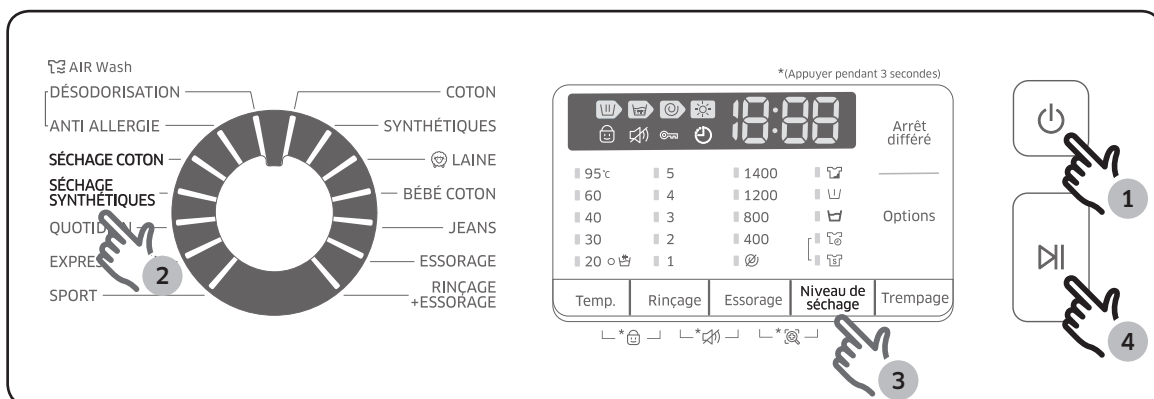 AIR Wash
DÉSODORISATION
ANTI ALLERGIE
SÉCHAGE COTON
SÉCHAGE
SYNTHÉTIQUES
SPORT
COTON
SYNTHÉTIQUES
LAINE
BÉBÉ COTON
JEANS
ESSORAGE
RINÇAGE
+ESSORAGE
2
*(Appuyer pendant 3 secondes)
18:88
Arrêt
différé
95℃ 5 1400
60 4 1200
40 3 800 Options
30 2 400
20 1
Temp. Rinçage Essorage Niveau de séchage Trempage
* * *
3
1
4